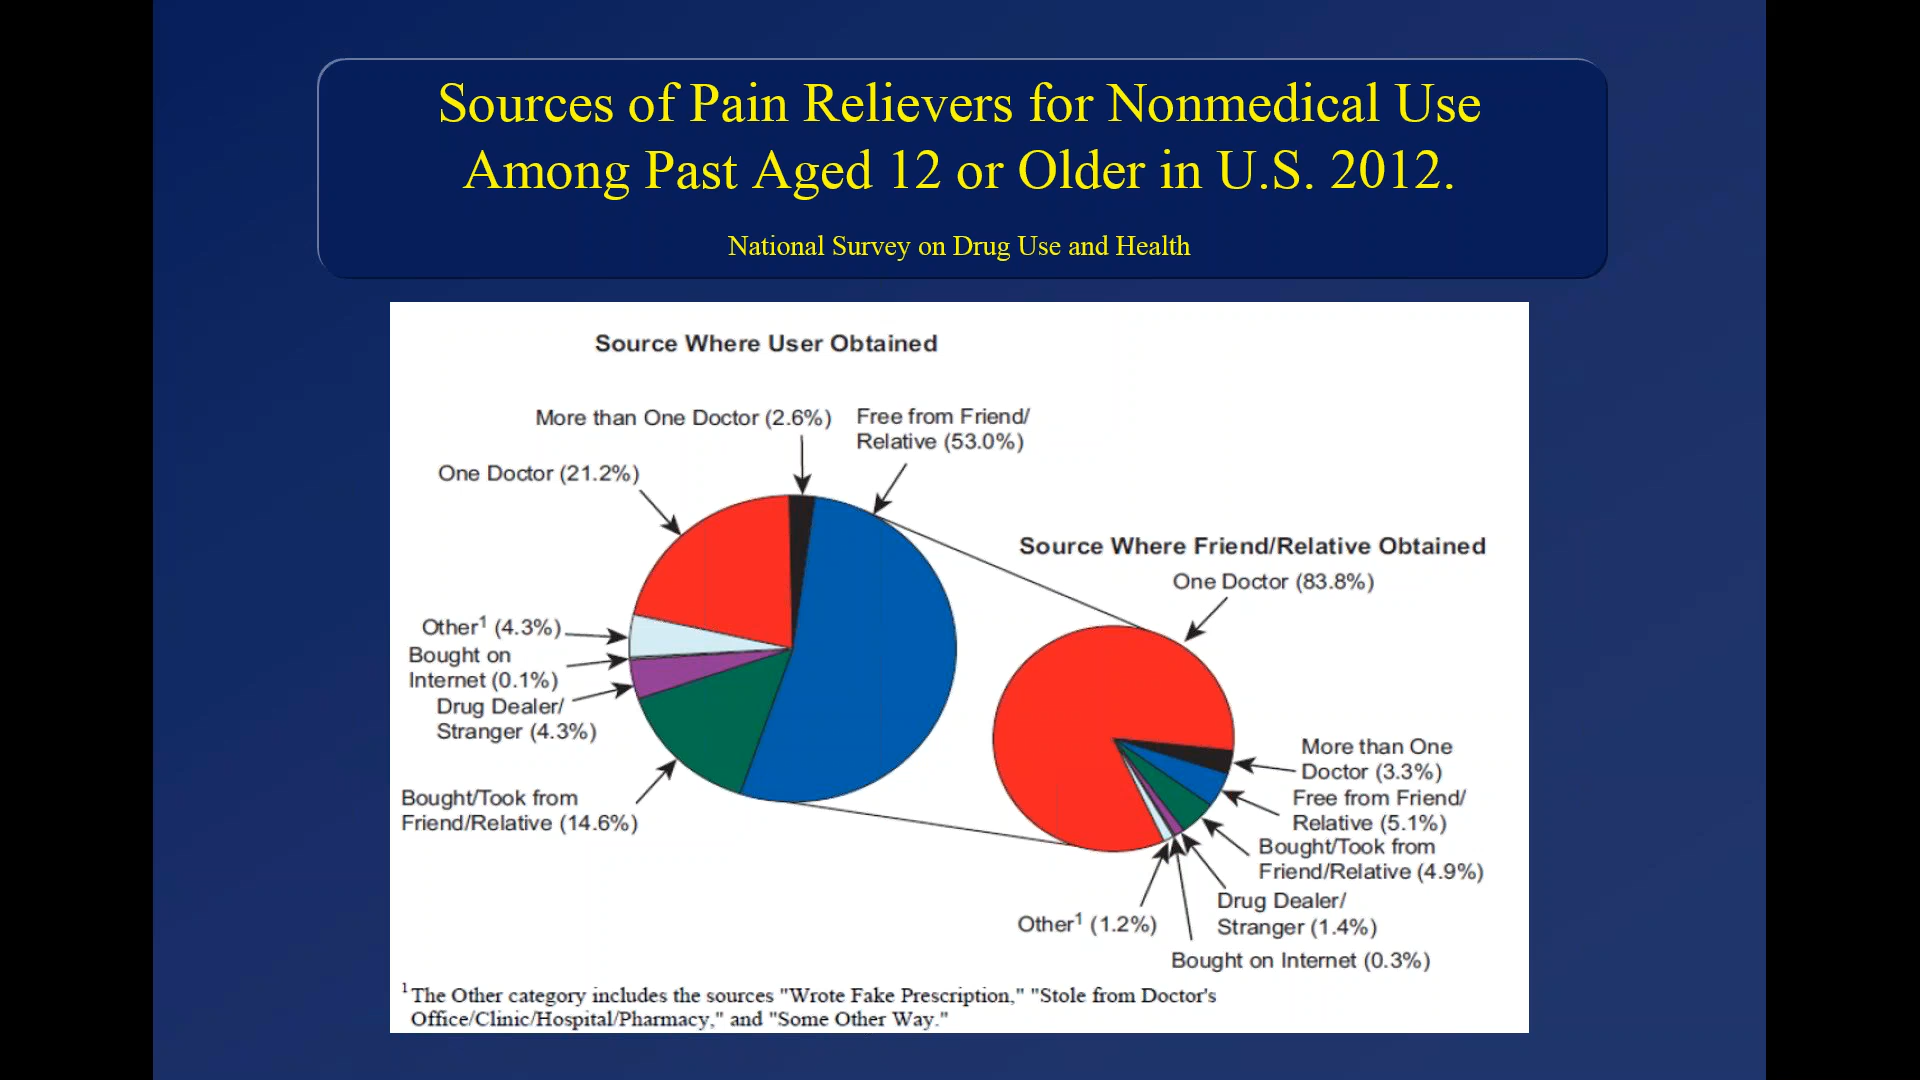 Sources of Pain Relievers for Nonmedical Use
Among Past Aged 12 or Older in U.S. 2012.
National Survey on Drug Use and Health
Source Where User Obtained
More than One Doctor (2.6%)
Free from Friend/
Relative (53.0%)
One Doctor (21.2%)
Other¹ (4.3%)
Bought on
Internet (0.1%)
Drug Dealer/
Stranger (4.3%)
Bought/Took from
Friend/Relative (14.6%)
Source Where Friend/Relative Obtained
One Doctor (83.8%)
More than One
Doctor (3.3%)
Free from Friend/
Relative (5.1%)
Bought/Took from
Friend/Relative (4.9%)
Drug Dealer/
Stranger (1.4%)
Other¹ (1.2%)
Bought on Internet (0.3%)
¹ The Other category includes the sources "Wrote Fake Prescription," "Stole from Doctor's
Office/Clinic/Hospital/Pharmacy," and "Some Other Way."